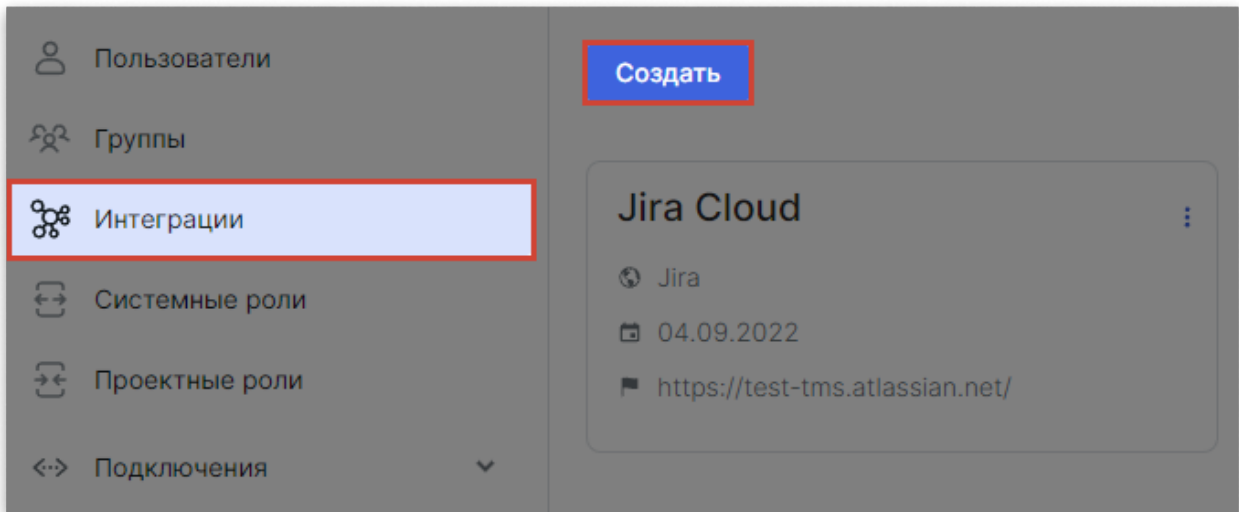 Пользователи
Группы
Интеграции
Системные роли
Проектные роли
Подключения
Создать
Jira Cloud
Jira
04.09.2022
https://test-tms.atlassian.net/